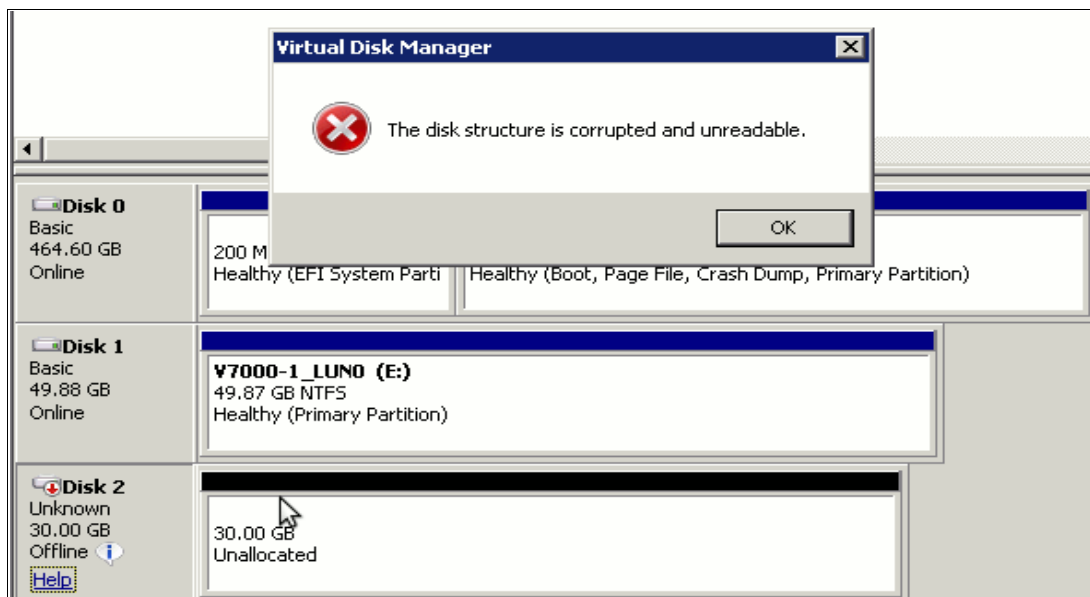 Virtual Disk Manager
The disk structure is corrupted and unreadable.
OK
Disk 0
Basic
464.60 GB
Online
200 M
Healthy (EFI System Parti
Healthy (Boot, Page File, Crash Dump, Primary Partition)
Disk 1
Basic
49.88 GB
Online
V7000-1_LUN0 (E:)
49.87 GB NTFS
Healthy (Primary Partition)
Disk 2
Unknown
30.00 GB
Offline
Help
30.00 GB
Unallocated